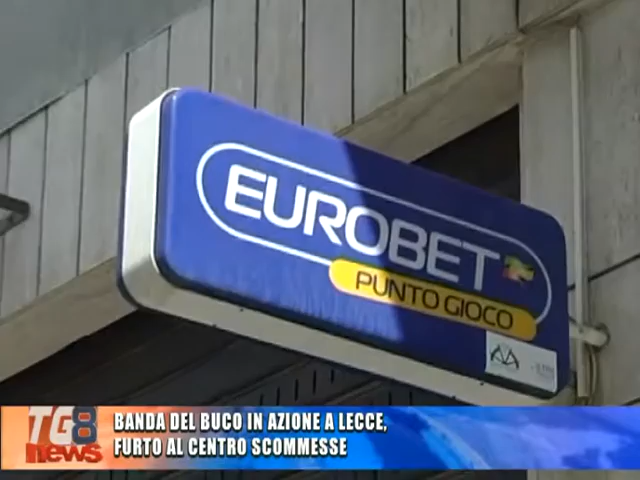 EUROBET
PUNTO GIOCO
TG8
news
BANDA DEL BUCO IN AZIONE A LECCE,
FURTO AL CENTRO SCOMMESSE